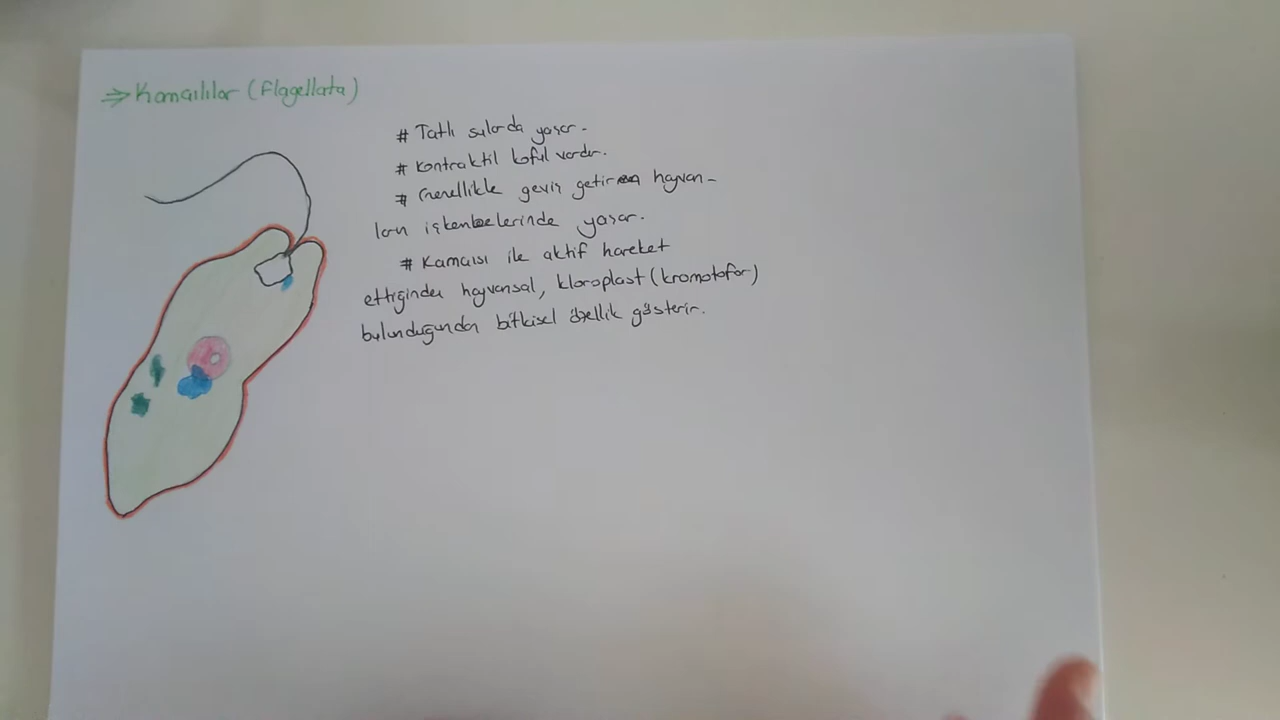 ⇒ Kamçılılar (Flagellata)
# Tatlı sularda yaşar.
# Kontraktil koful vardır.
# Genellikle geviş getiren hayvan-
ların işkembelerinde yaşar.
# Kamçısı ile aktif hareket
ettiğinden hayvansal, kloroplast (kromotofor)
bulunduğundan bitkisel özellik gösterir.